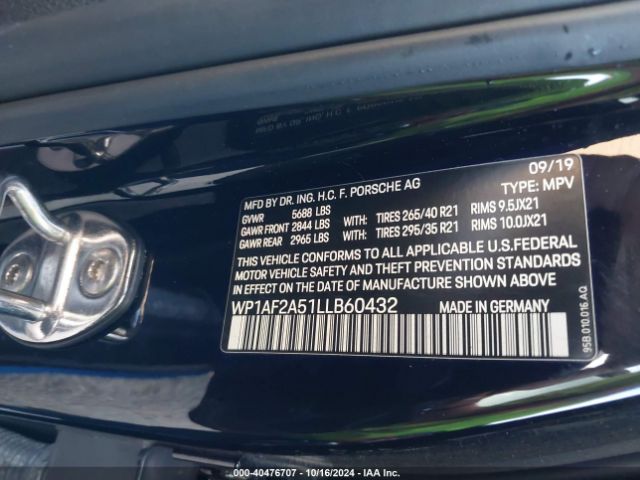 09/19
MFD BY DR. ING. H.C. F. PORSCHE AG TYPE: MPV
GVWR 5688 LBS
GAWR FRONT 2844 LBS WITH: TIRES 265/40 R21 RIMS 9.5JX21
GAWR REAR 2965 LBS WITH: TIRES 295/35 R21 RIMS 10.0JX21
THIS VEHICLE CONFORMS TO ALL APPLICABLE U.S.FEDERAL
MOTOR VEHICLE SAFETY AND THEFT PREVENTION STANDARDS
IN EFFECT ON THE DATE OF MANUFACTURE SHOWN ABOVE.
WP1AF2A51LLB60432 MADE IN GERMANY
95B.010.016.AQ
000-40476707 - 10/16/2024 - IAA Inc.